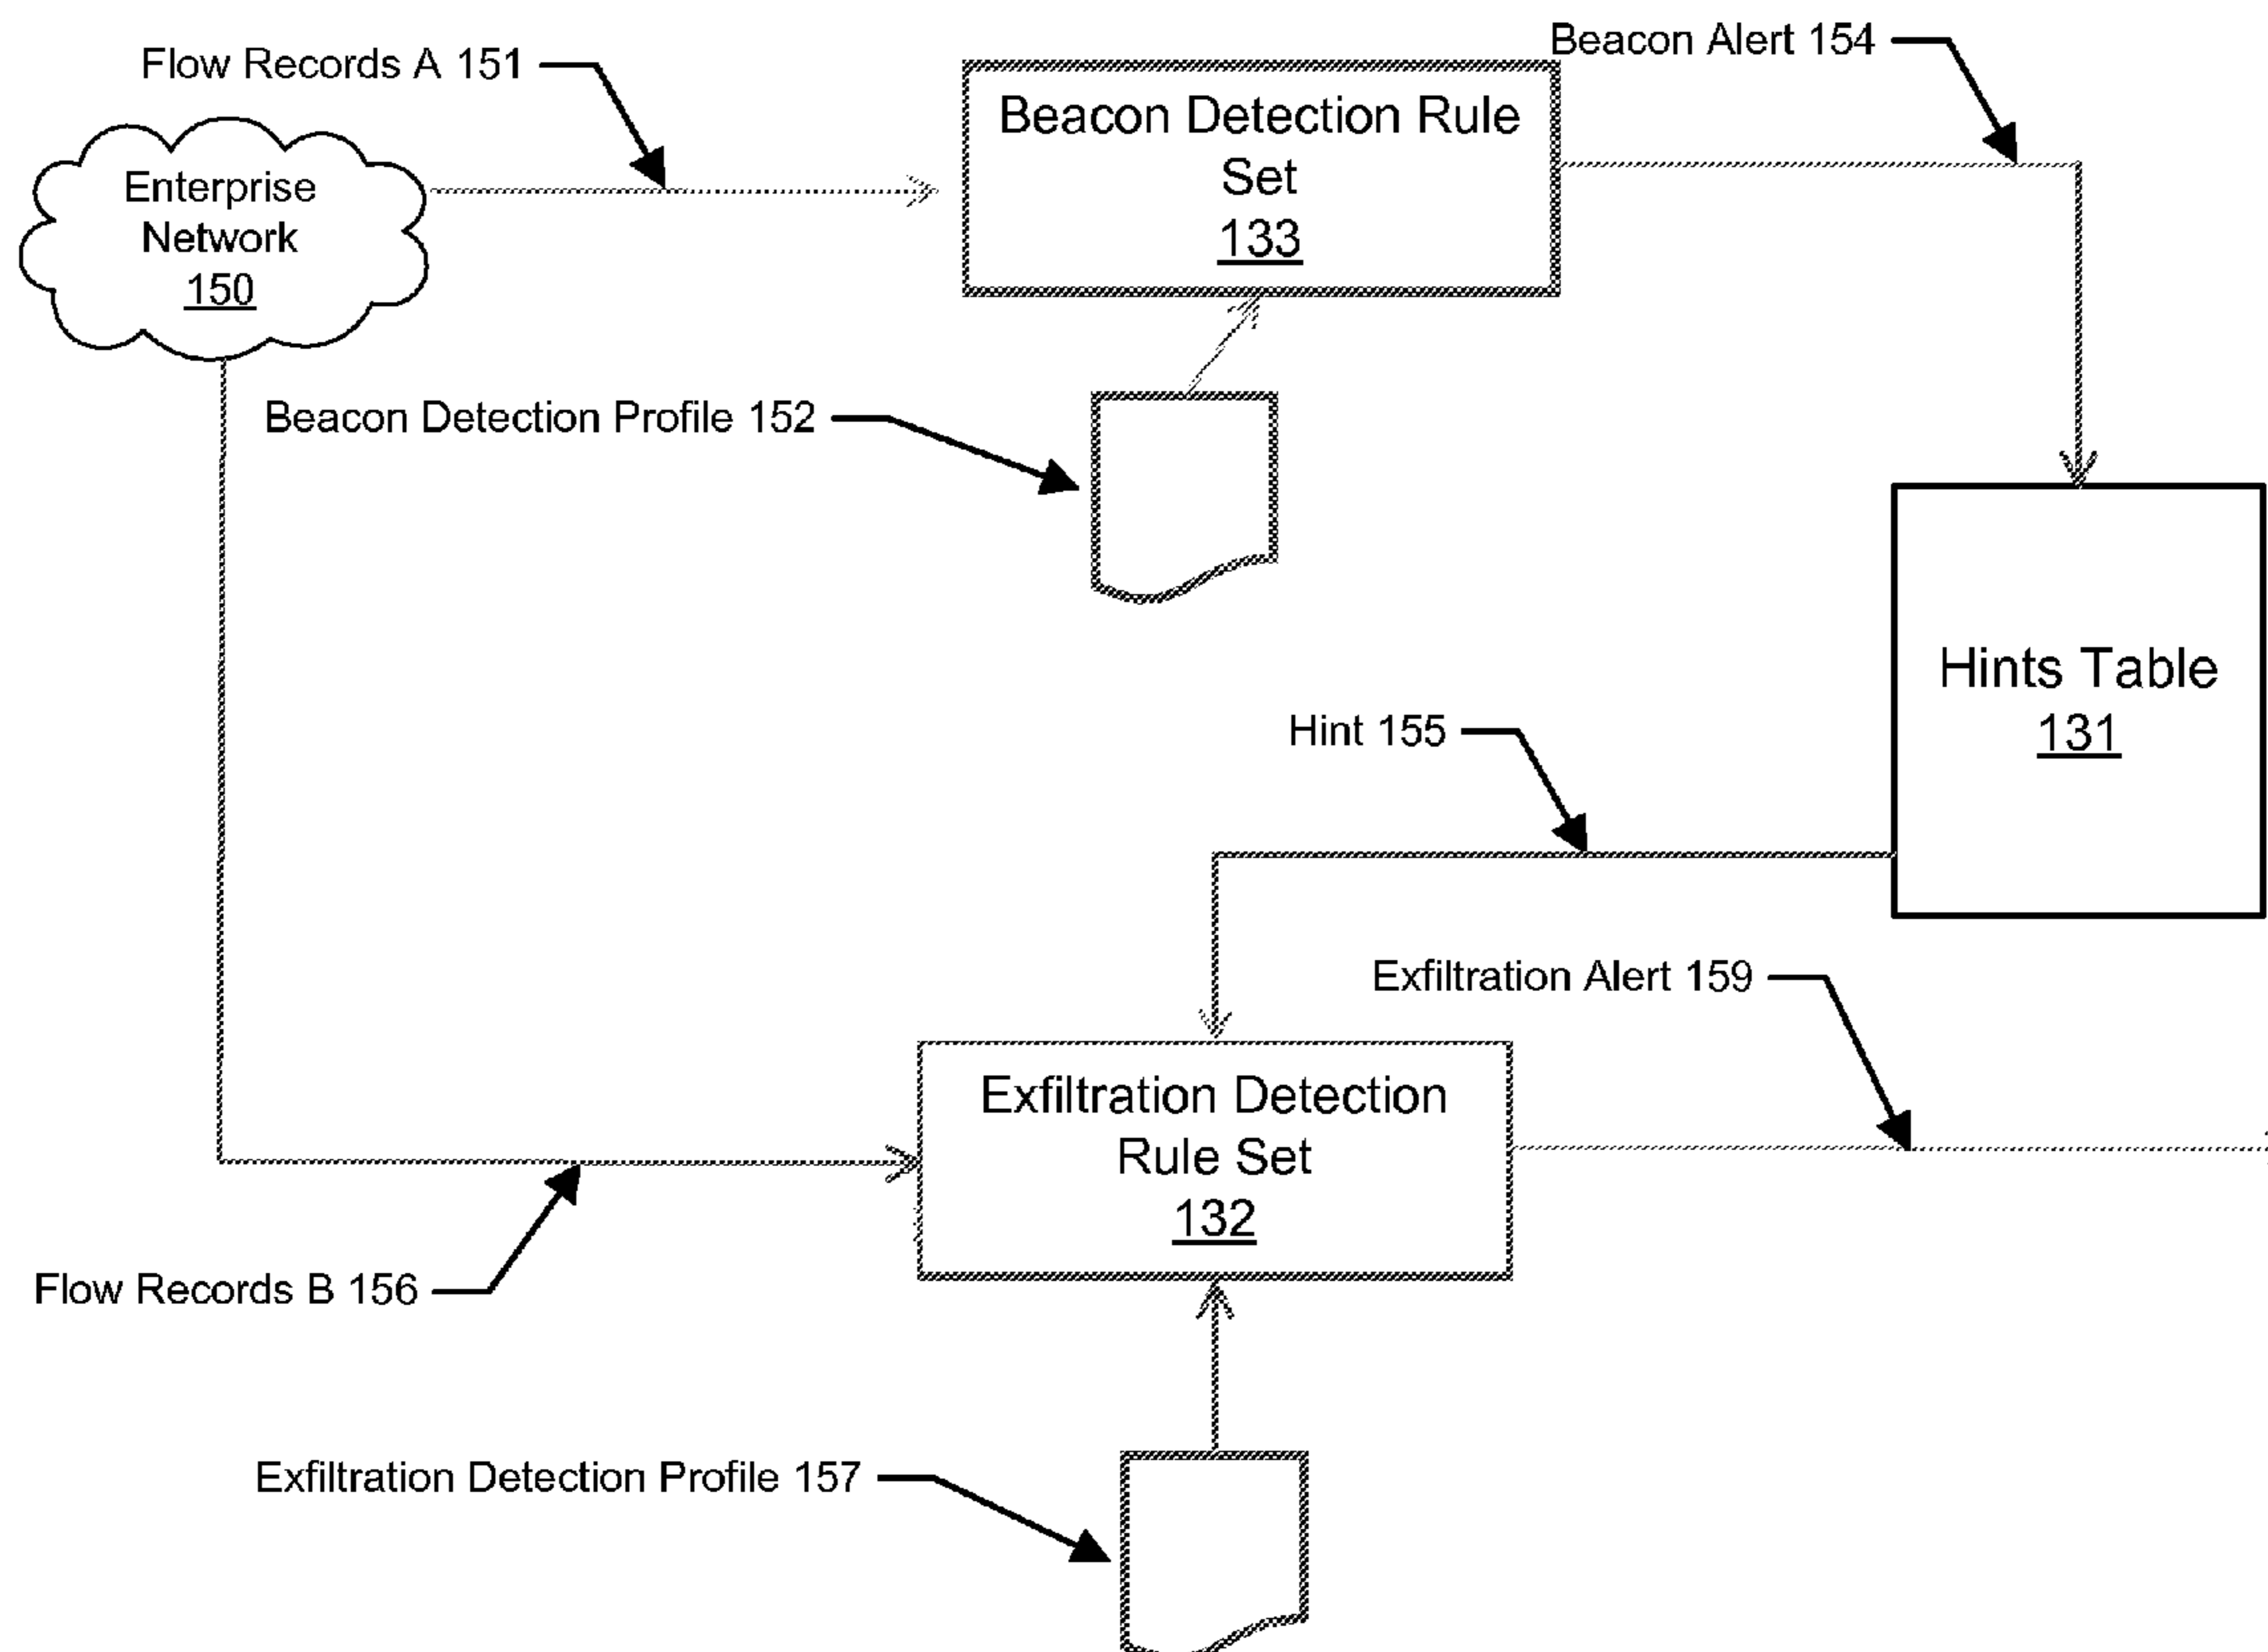 Beacon Alert 154
Flow Records A 151
Beacon Detection Rule
Set
133
Enterprise
Network
150
Beacon Detection Profile 152
Hints Table
131
Hint 155
Exfiltration Alert 159
Exfiltration Detection
Rule Set
132
Flow Records B 156
Exfiltration Detection Profile 157